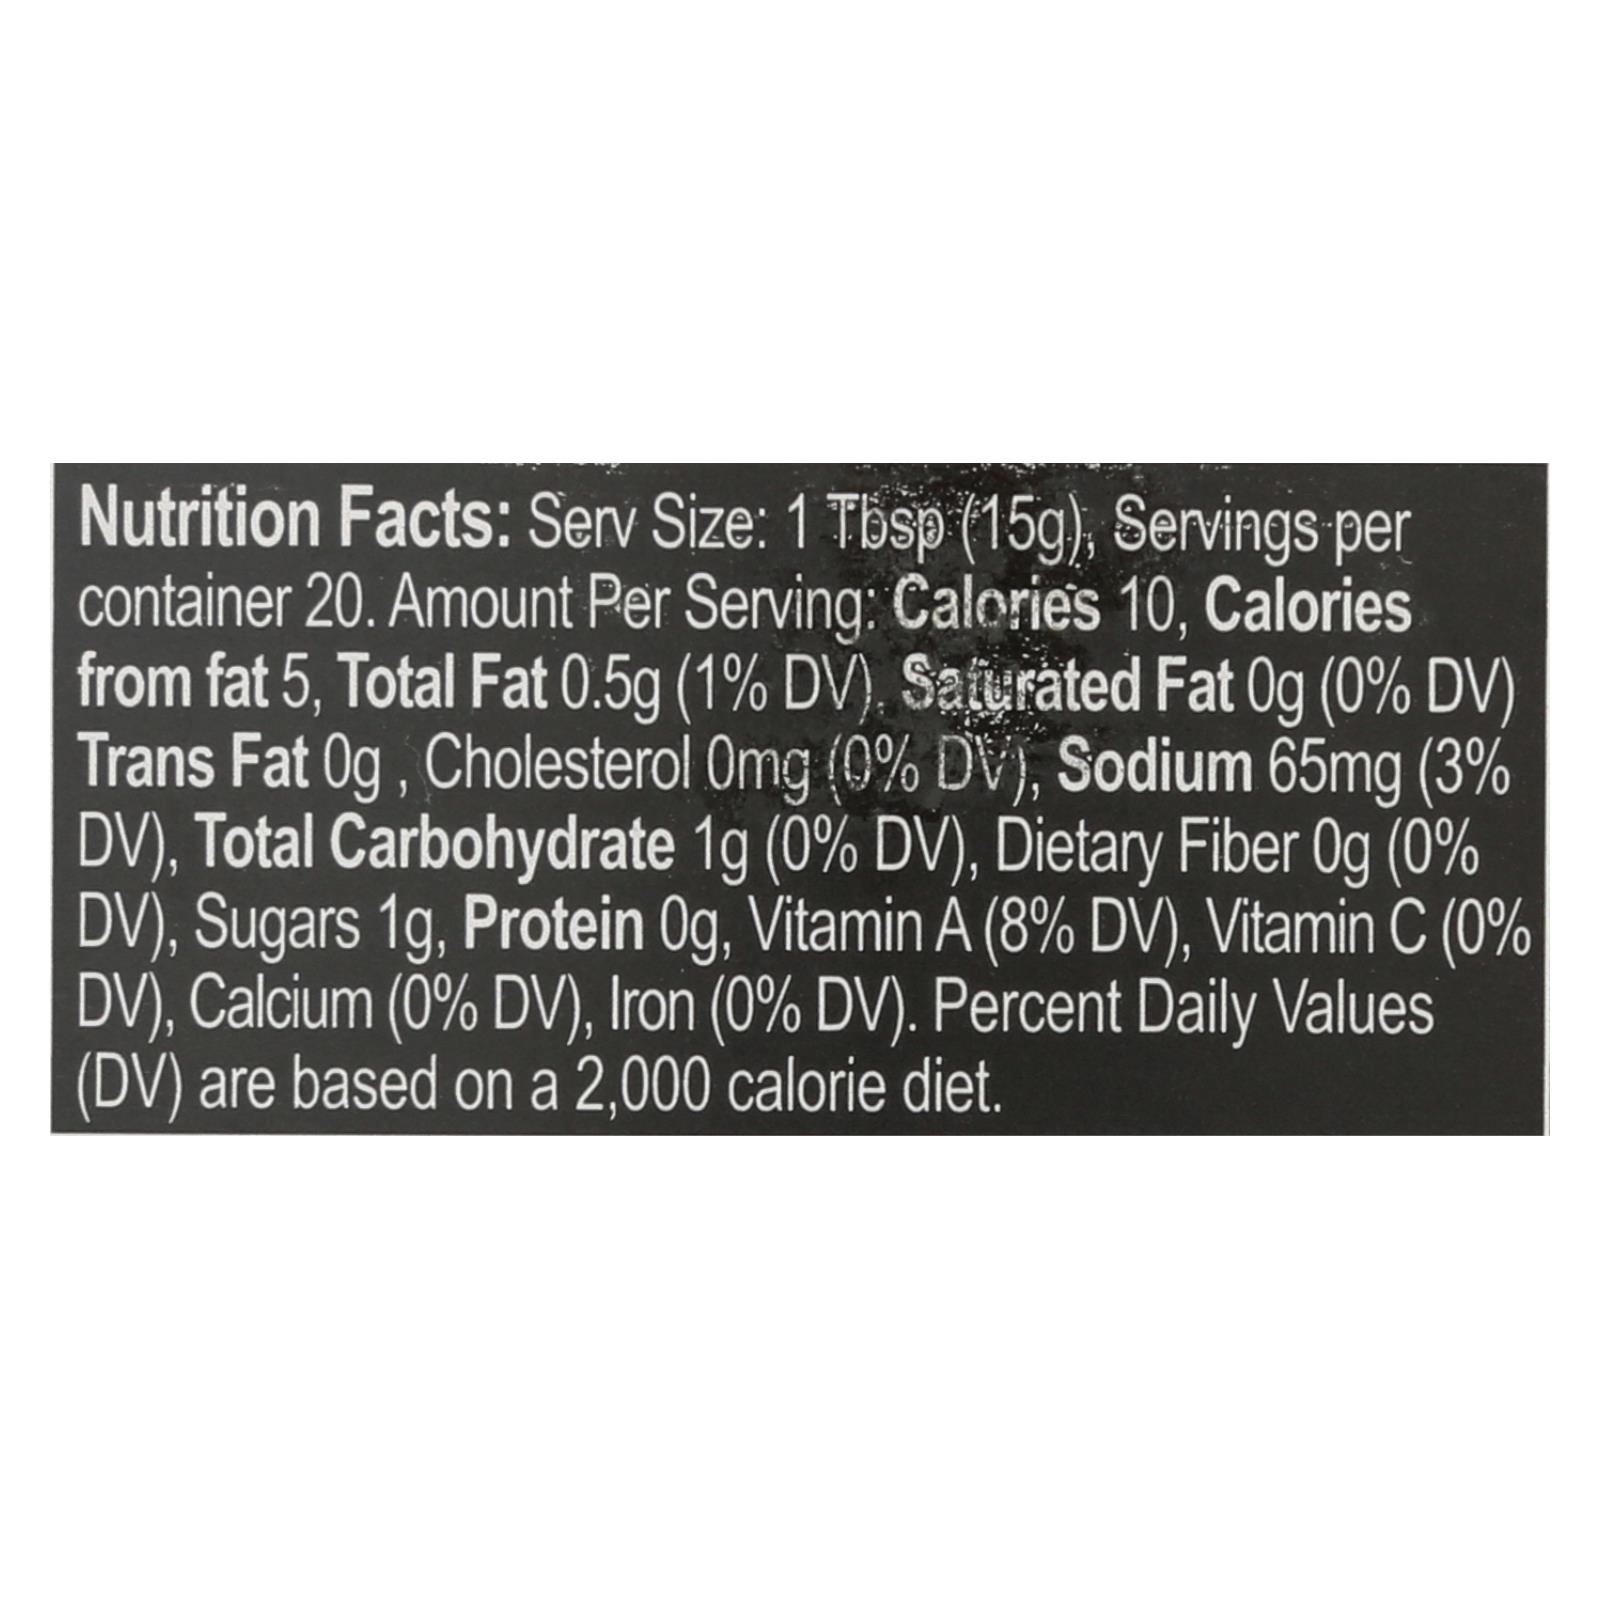 Nutrition Facts: Serv Size: 1 Tbsp (15g), Servings per
container 20. Amount Per Serving: Calories 10, Calories
from fat 5, Total Fat 0.5g (1% DV), Saturated Fat 0g (0% DV)
Trans Fat 0g , Cholesterol 0mg (0% DV), Sodium 65mg (3%
DV), Total Carbohydrate 1g (0% DV), Dietary Fiber 0g (0%
DV), Sugars 1g, Protein 0g, Vitamin A (8% DV), Vitamin C (0%
DV), Calcium (0% DV), Iron (0% DV). Percent Daily Values
(DV) are based on a 2,000 calorie diet.